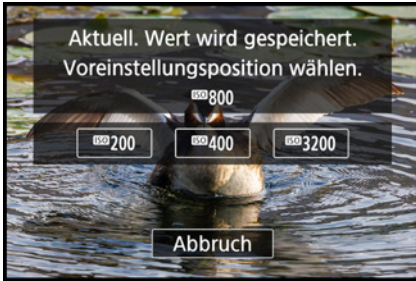 Aktuell. Wert wird gespeichert.
Voreinstellungsposition wählen.
ISO800
ISO200 ISO400 ISO3200
Abbruch